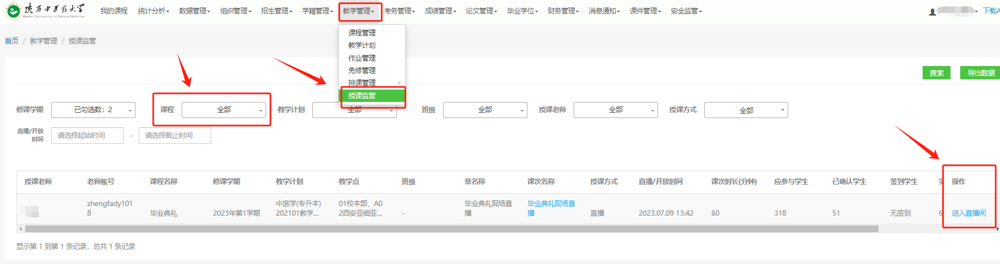 陕西中医药大学
Shaanxi University of Chinese Medicine
我的课程 统计分析 数据管理 组织管理 招生管理 学籍管理 教学管理 考务管理 成绩管理 论文管理 毕业学位 财务管理 消息通知 课件管理 安全监管 下载A
课程管理
教学计划
作业管理
免修管理
排课管理
授课监管
首页 / 教学管理 / 授课监管
搜索 导出数据
修课学期 已勾选数：2 课程 全部 教学计划 全部 班级 全部 授课老师 全部 授课方式 全部
直播/开放
时间 请选择起始时间 - 请选择截止时间
授课老师 老师账号 课程名称 修课学期 教学计划 教学点 班级 章名称 课次名称 授课方式 直播/开放时间 课次时长(分钟) 应参与学生 已确认学生 签到学生 操作
zhengfady101 中医学(专升本) 01校本部、A0 毕业典礼现场直 毕业典礼现场直
8 毕业典礼 2023年第1学期 202101教学... 2西安亚细亚... - 播 播 直播 2023.07.09 13:42 60 318 51 无签到 6 进入直播间
显示第 1 到第 1 条记录，总共 1 条记录